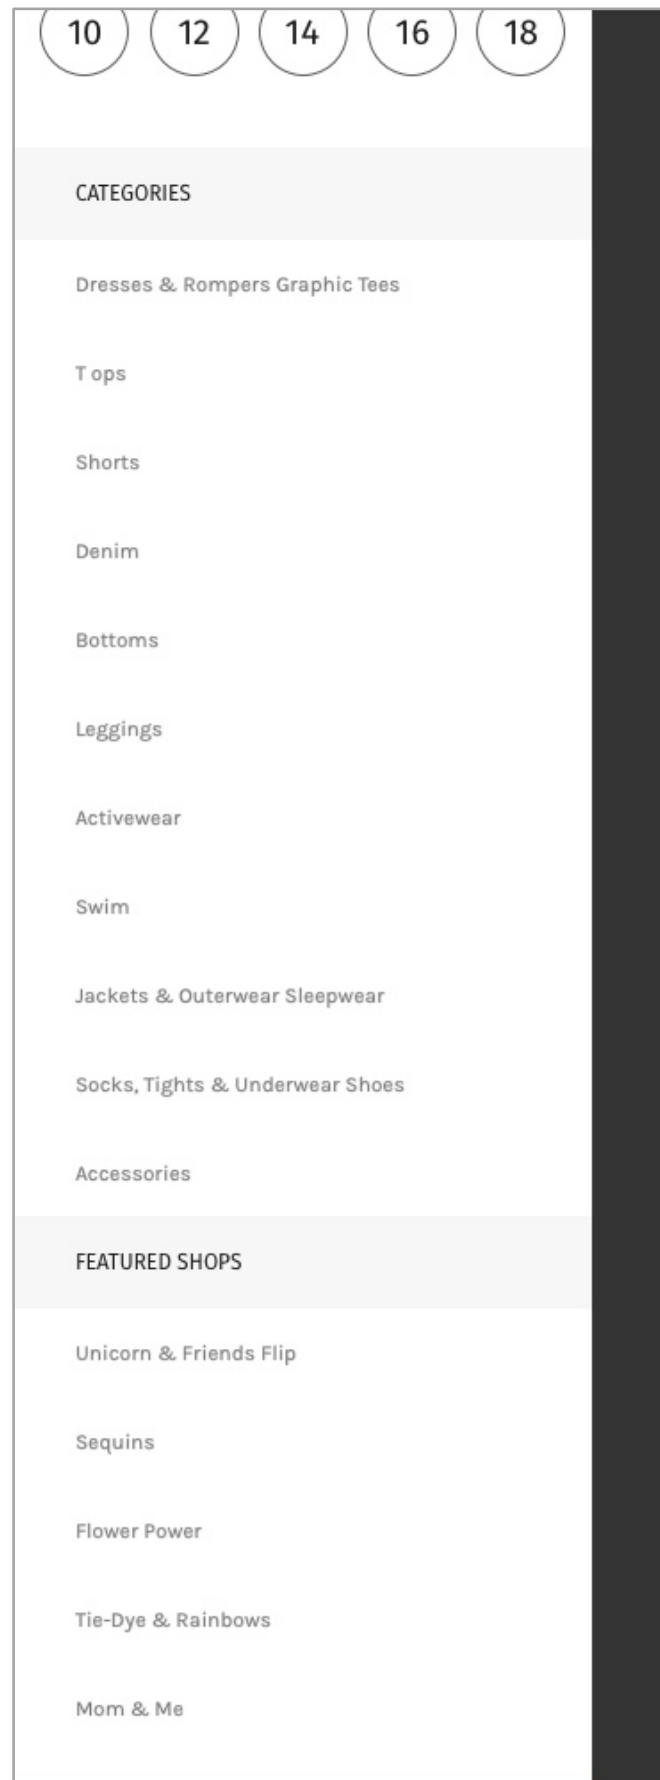 10 12 14 16 18
CATEGORIES
Dresses & Rompers Graphic Tees
T ops
Shorts
Denim
Bottoms
Leggings
Activewear
Swim
Jackets & Outerwear Sleepwear
Socks, Tights & Underwear Shoes
Accessories
FEATURED SHOPS
Unicorn & Friends Flip
Sequins
Flower Power
Tie-Dye & Rainbows
Mom & Me